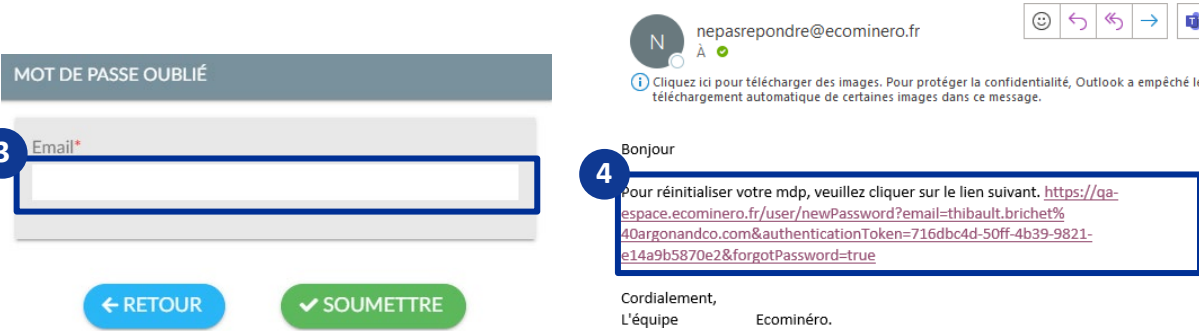 MOT DE PASSE OUBLIÉ
3
Email*
← RETOUR
✔ SOUMETTRE
N
nepasrepondre@ecominero.fr
À
Cliquez ici pour télécharger des images. Pour protéger la confidentialité, Outlook a empêché le
téléchargement automatique de certaines images dans ce message.
Bonjour
4
Pour réinitialiser votre mdp, veuillez cliquer sur le lien suivant. https://qa-
espace.ecominero.fr/user/newPassword?email=thibault.brichet%
40argonandco.com&authenticationToken=716dbc4d-50ff-4b39-9821-
e14a9b5870e2&forgotPassword=true
Cordialement,
L'équipe Ecominéro.